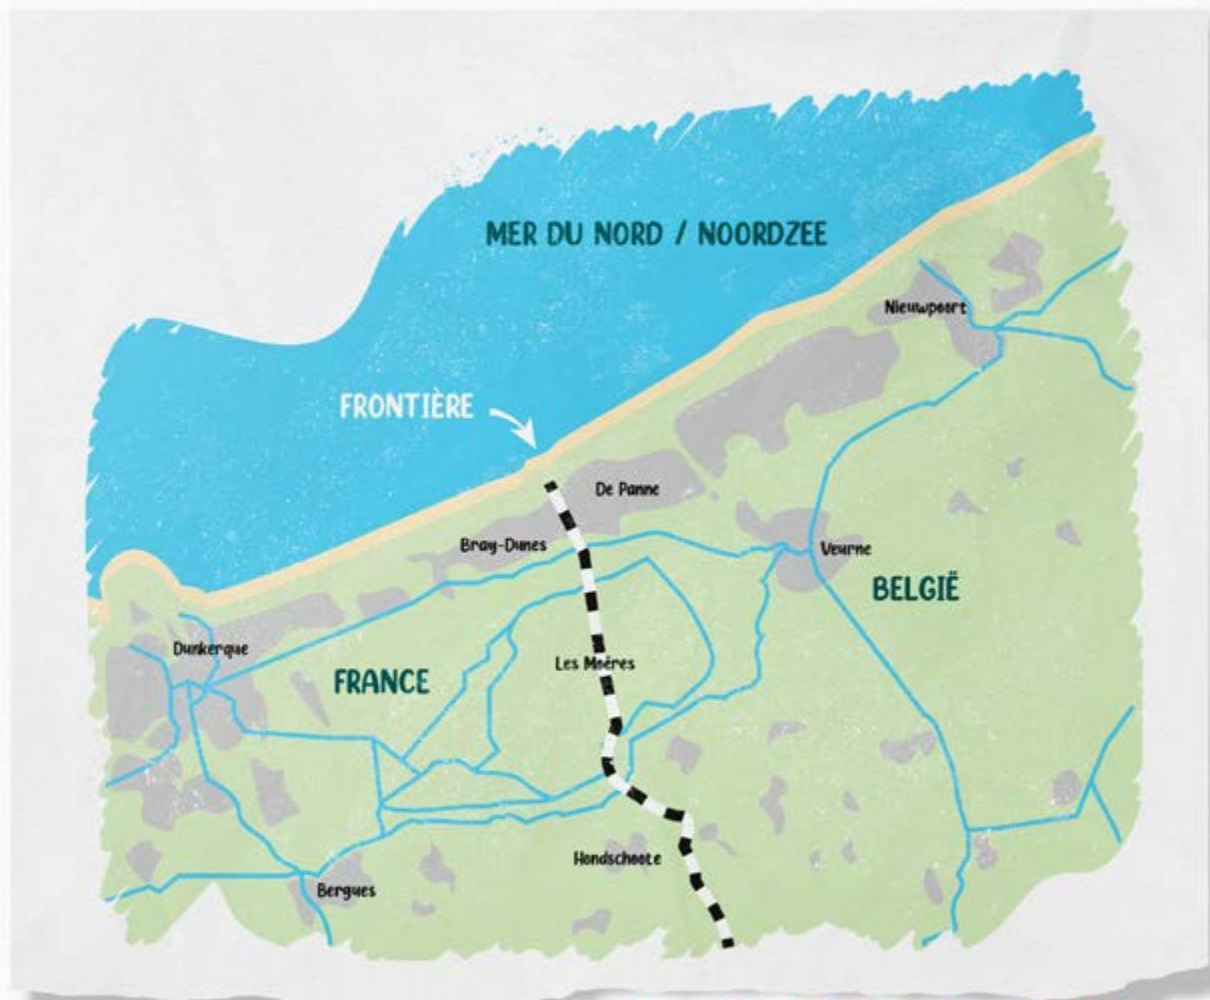 MER DU NORD / NOORDZEE
Nieuwpoort
FRONTIÈRE
De Panne
Bray-Dunes
Veurne
BELGIË
Dunkerque
Les Moëres
FRANCE
Hondschoote
Bergues